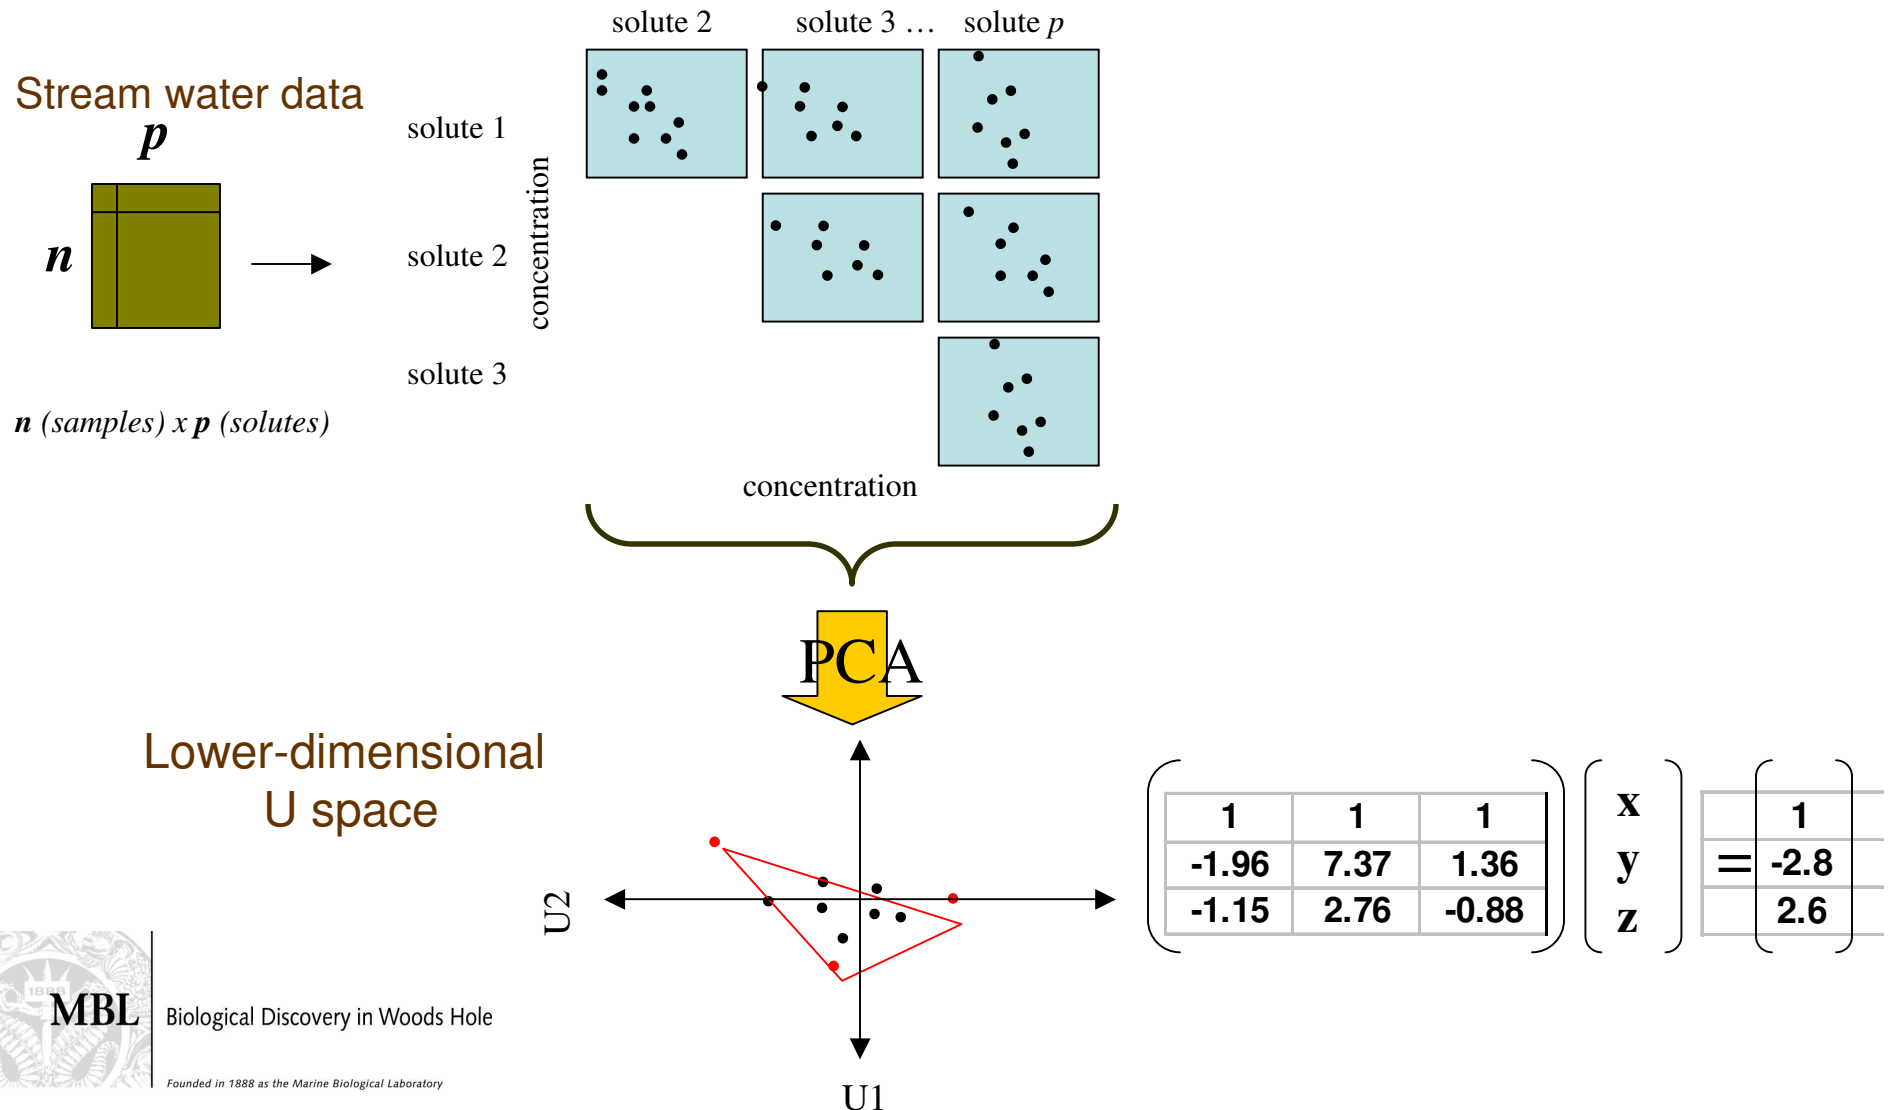 solute 2 solute 3 … solute p
Stream water data
p
solute 1
n
solute 2
concentration
solute 3
n (samples) x p (solutes)
concentration
PCA
Lower-dimensional
U space
U2
U1
1 1 1 x 1
-1.96 7.37 1.36 y = -2.8
-1.15 2.76 -0.88 z 2.6
1888
MBL Biological Discovery in Woods Hole
Founded in 1888 as the Marine Biological Laboratory